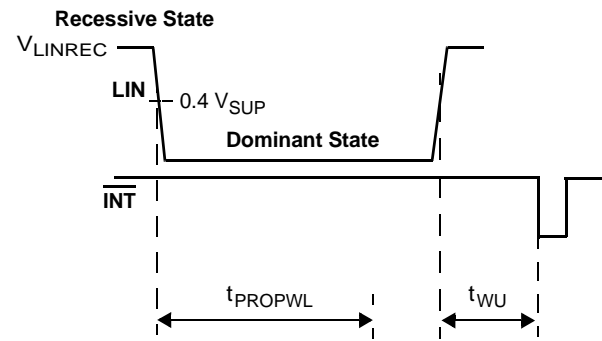 Recessive State
VLINREC
LIN
0.4 VSUP
Dominant State
INT
tPROPWL
tWU